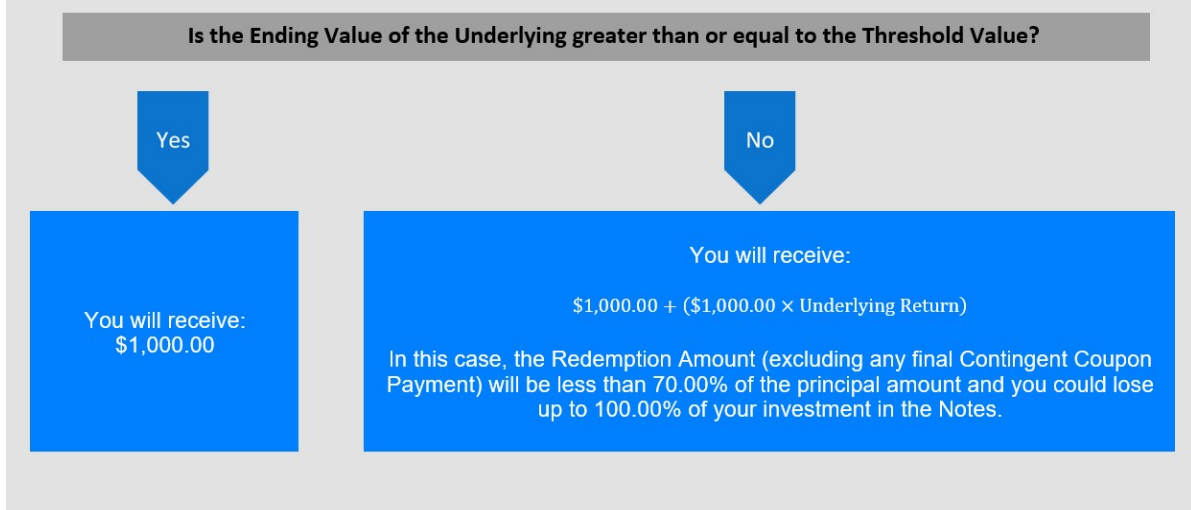 Is the Ending Value of the Underlying greater than or equal to the Threshold Value?
Yes
No
You will receive:
$1,000.00
You will receive:
$1,000.00 + ($1,000.00 × Underlying Return)
In this case, the Redemption Amount (excluding any final Contingent Coupon
Payment) will be less than 70.00% of the principal amount and you could lose
up to 100.00% of your investment in the Notes.